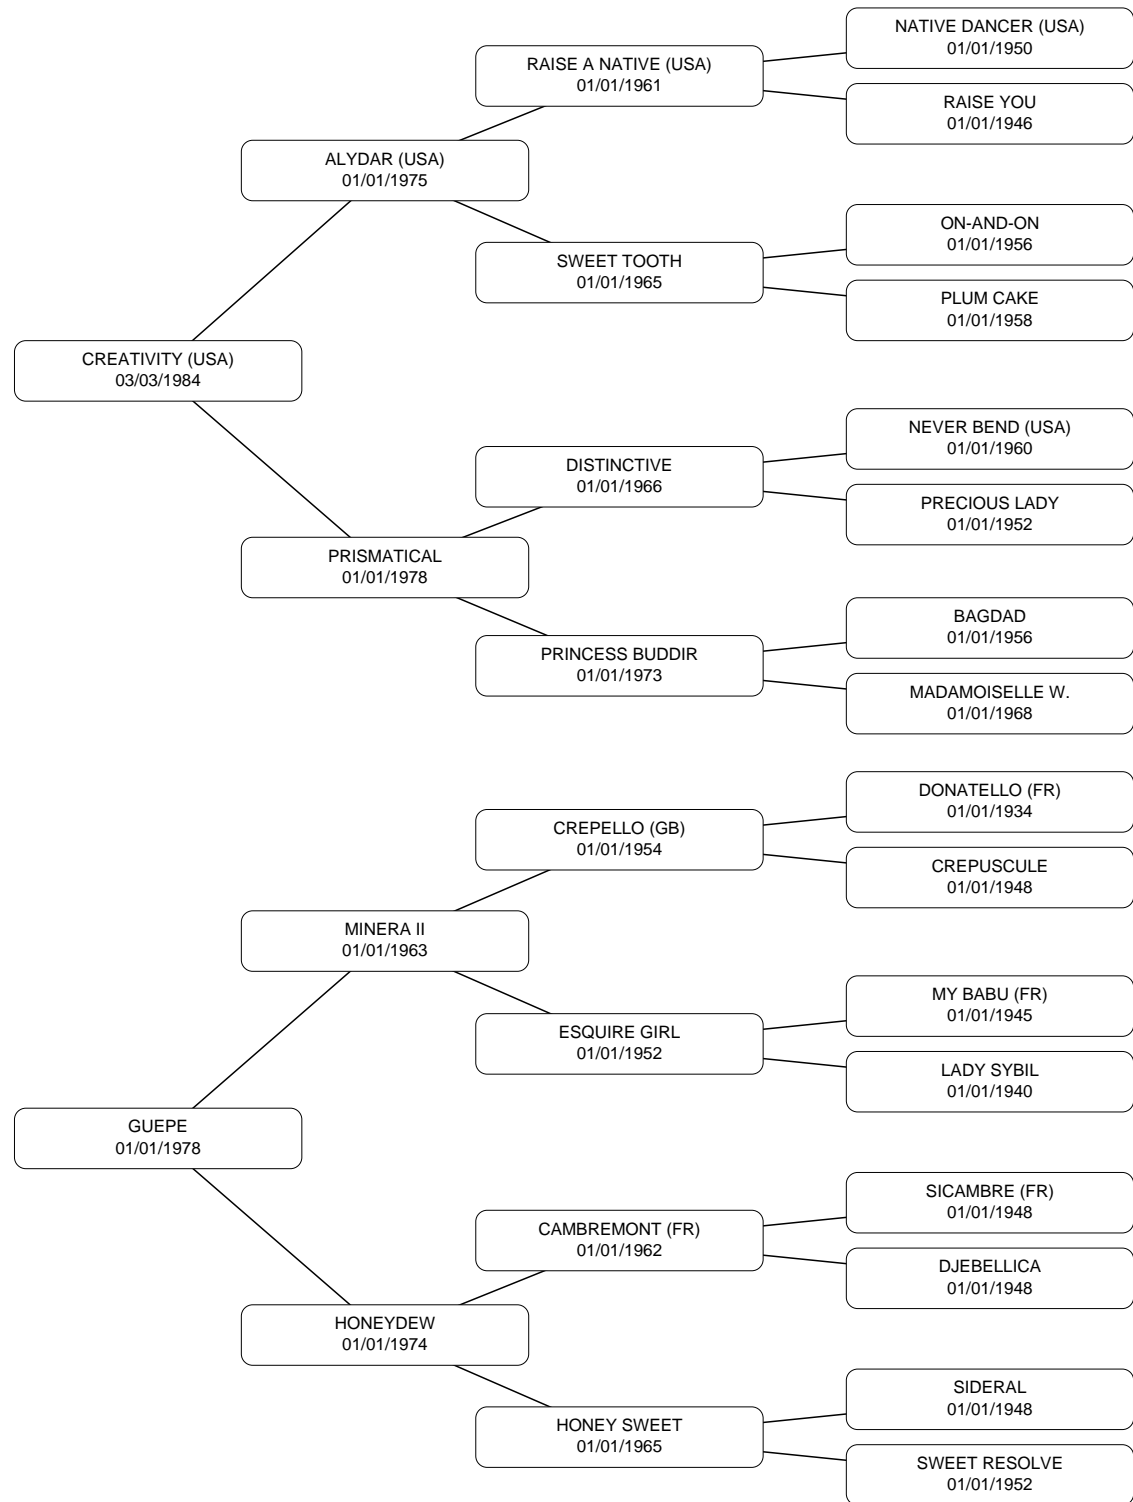 NATIVE DANCER (USA)
01/01/1950
RAISE A NATIVE (USA)
01/01/1961
RAISE YOU
01/01/1946
ALYDAR (USA)
01/01/1975
ON-AND-ON
01/01/1956
SWEET TOOTH
01/01/1965
PLUM CAKE
01/01/1958
CREATIVITY (USA)
03/03/1984
NEVER BEND (USA)
01/01/1960
DISTINCTIVE
01/01/1966
PRECIOUS LADY
01/01/1952
PRISMATICAL
01/01/1978
BAGDAD
01/01/1956
PRINCESS BUDDIR
01/01/1973
MADAMOISELLE W.
01/01/1968
DONATELLO (FR)
01/01/1934
CREPELLO (GB)
01/01/1954
CREPUSCULE
01/01/1948
MINERA II
01/01/1963
MY BABU (FR)
01/01/1945
ESQUIRE GIRL
01/01/1952
LADY SYBIL
01/01/1940
GUEPE
01/01/1978
SICAMBRE (FR)
01/01/1948
CAMBREMONT (FR)
01/01/1962
DJEBELLICA
01/01/1948
HONEYDEW
01/01/1974
SIDERAL
01/01/1948
HONEY SWEET
01/01/1965
SWEET RESOLVE
01/01/1952